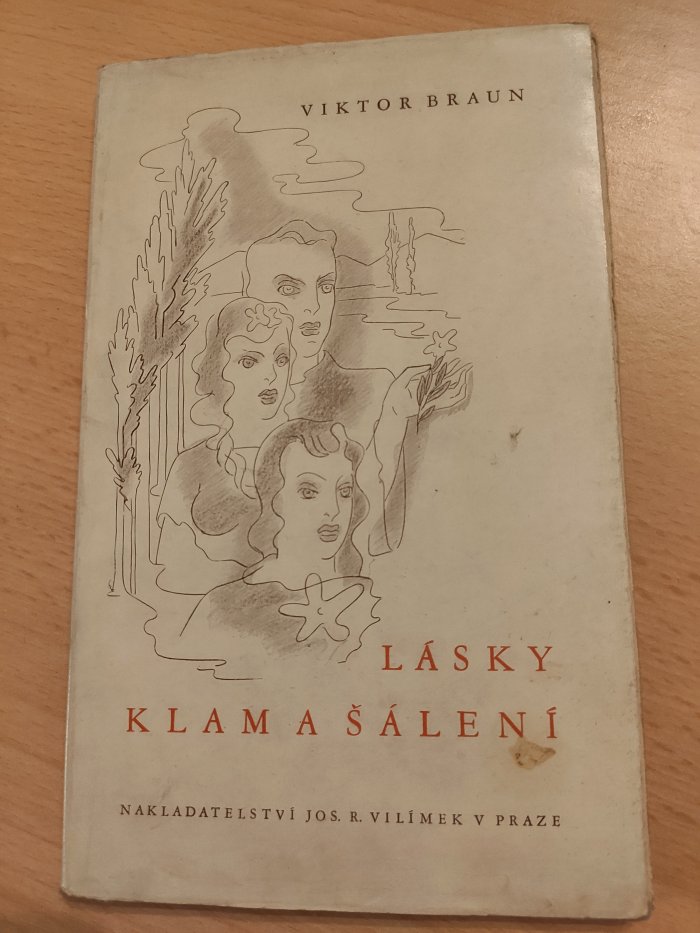 VIKTOR BRAUN
LÁSKY
KLAM A ŠÁLENÍ
NAKLADATELSTVÍ JOS. R. VILÍMEK V PRAZE